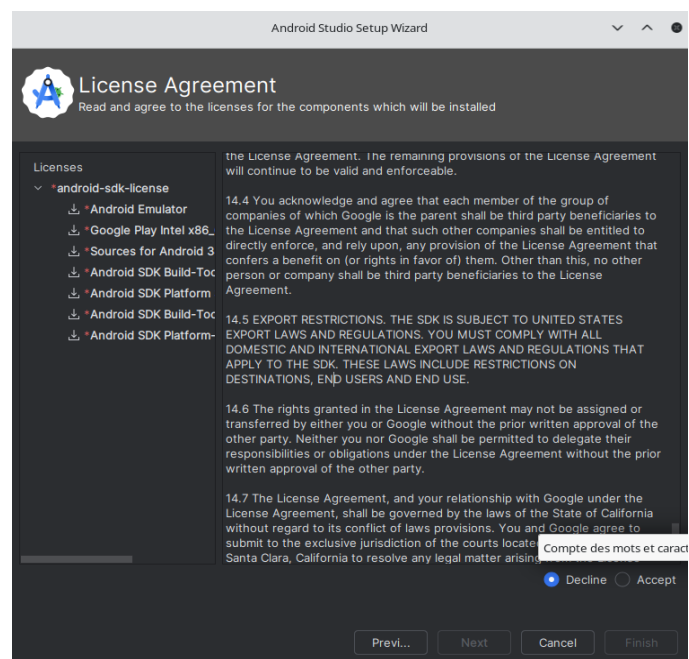 Android Studio Setup Wizard
License Agreement
Read and agree to the licenses for the components which will be installed
Licenses
*android-sdk-license
*Android Emulator
*Google Play Intel x86_
*Sources for Android 3
*Android SDK Build-Too
*Android SDK Platform
*Android SDK Build-Too
*Android SDK Platform-
the License Agreement. The remaining provisions of the License Agreement
will continue to be valid and enforceable.
14.4 You acknowledge and agree that each member of the group of
companies of which Google is the parent shall be third party beneficiaries to
the License Agreement and that such other companies shall be entitled to
directly enforce, and rely upon, any provision of the License Agreement that
confers a benefit on (or rights in favor of) them. Other than this, no other
person or company shall be third party beneficiaries to the License
Agreement.
14.5 EXPORT RESTRICTIONS. THE SDK IS SUBJECT TO UNITED STATES
EXPORT LAWS AND REGULATIONS. YOU MUST COMPLY WITH ALL
DOMESTIC AND INTERNATIONAL EXPORT LAWS AND REGULATIONS THAT
APPLY TO THE SDK. THESE LAWS INCLUDE RESTRICTIONS ON
DESTINATIONS, END USERS AND END USE.
14.6 The rights granted in the License Agreement may not be assigned or
transferred by either you or Google without the prior written approval of the
other party. Neither you nor Google shall be permitted to delegate their
responsibilities or obligations under the License Agreement without the prior
written approval of the other party.
14.7 The License Agreement, and your relationship with Google under the
License Agreement, shall be governed by the laws of the State of California
without regard to its conflict of laws provisions. You and Google agree to
submit to the exclusive jurisdiction of the courts locate
Santa Clara, California to resolve any legal matter arising
Compte des mots et caract
Decline
Accept
Previ...
Next
Cancel
Finish